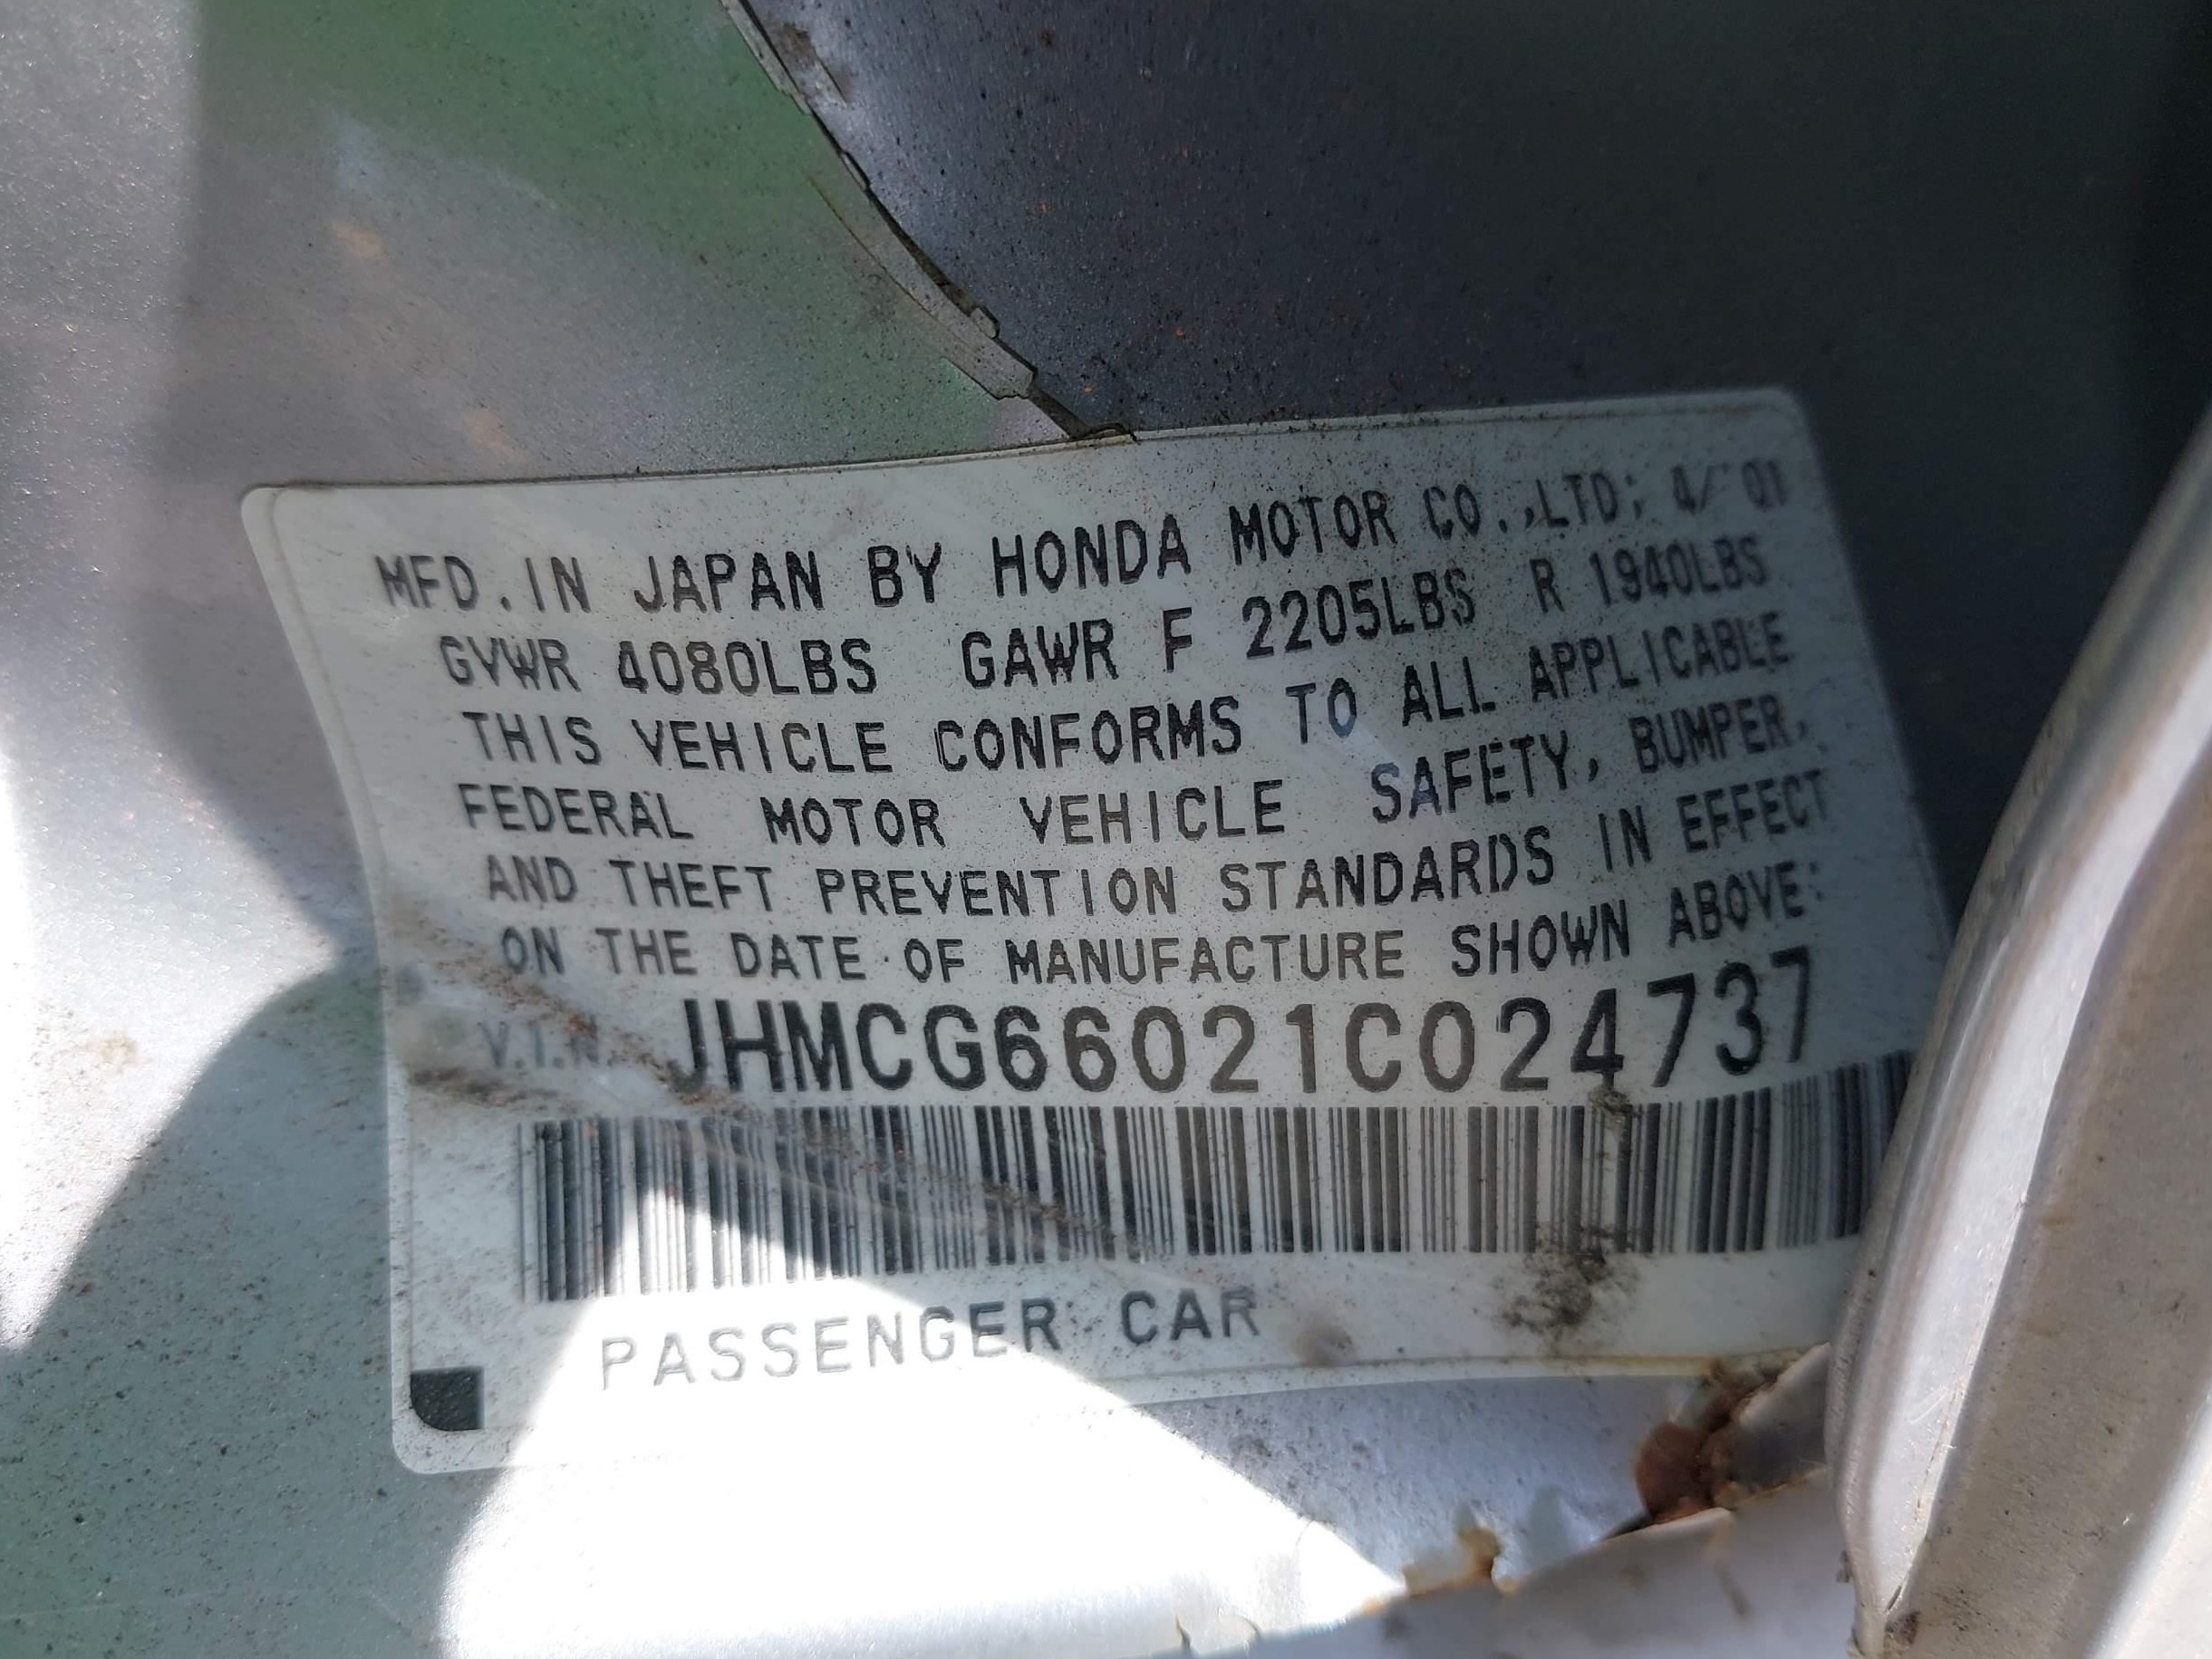 MFD. IN JAPAN BY HONDA MOTOR CO.,LTD; 4/ 01
GVWR 4080LBS GAWR F 2205LBS R 1940LBS
THIS VEHICLE CONFORMS TO ALL APPLICABLE
FEDERAL MOTOR VEHICLE SAFETY, BUMPER,
AND THEFT PREVENTION STANDARDS IN EFFECT
ON THE DATE OF MANUFACTURE SHOWN ABOVE:
V.I.N. JHMCG66021C024737
PASSENGER CAR